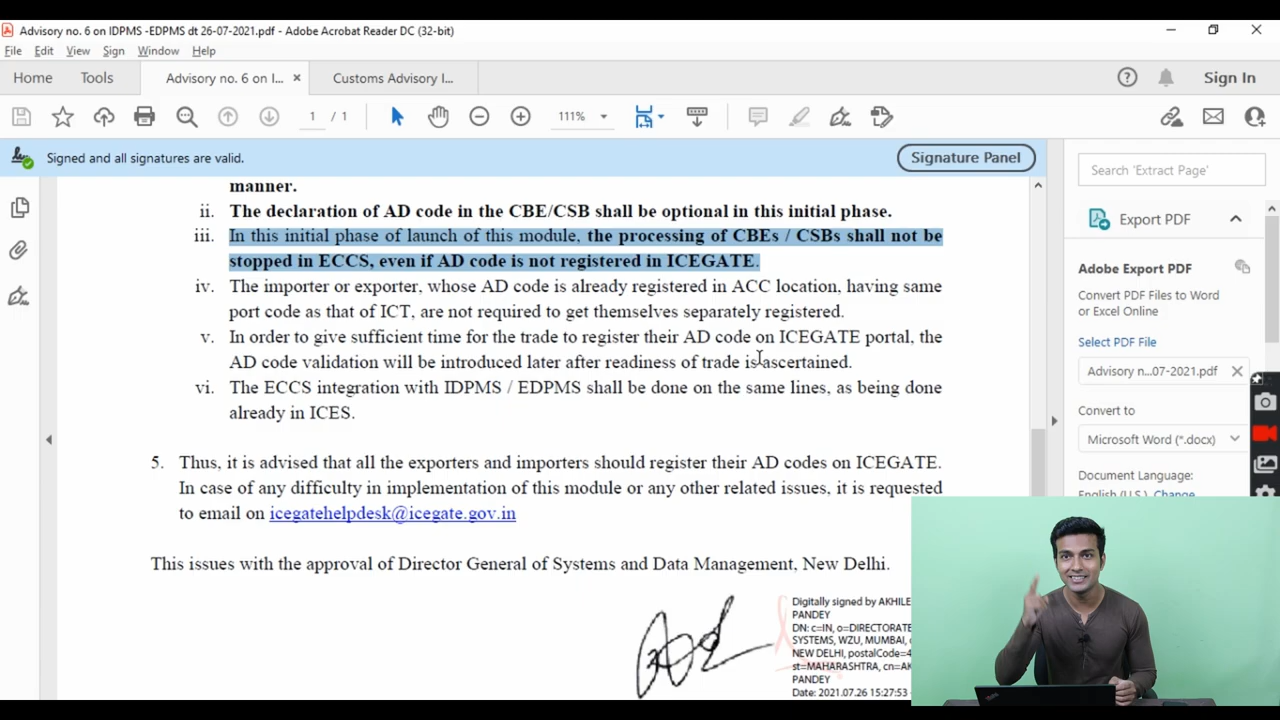 Advisory no. 6 on IDPMS -EDPMS dt 26-07-2021.pdf - Adobe Acrobat Reader DC (32-bit)
File Edit View Sign Window Help
Home Tools Advisory no. 6 on I... × Customs Advisory I... Sign In
1 / 1 111%
Signed and all signatures are valid. Signature Panel
manner.
ii. The declaration of AD code in the CBE/CSB shall be optional in this initial phase.
iii. In this initial phase of launch of this module, the processing of CBEs / CSBs shall not be
stopped in ECCS, even if AD code is not registered in ICEGATE.
iv. The importer or exporter, whose AD code is already registered in ACC location, having same
port code as that of ICT, are not required to get themselves separately registered.
v. In order to give sufficient time for the trade to register their AD code on ICEGATE portal, the
AD code validation will be introduced later after readiness of trade is ascertained.
vi. The ECCS integration with IDPMS / EDPMS shall be done on the same lines, as being done
already in ICES.
5. Thus, it is advised that all the exporters and importers should register their AD codes on ICEGATE.
In case of any difficulty in implementation of this module or any other related issues, it is requested
to email on icegatehelpdesk@icegate.gov.in
This issues with the approval of Director General of Systems and Data Management, New Delhi.
Digitally signed by AKHILE
PANDEY
DN: c=IN, o=DIRECTORATE
SYSTEMS, WZU, MUMBAI,
NEW DELHI, postalCode=4
st=MAHARASHTRA, cn=AK
PANDEY
Date: 2021.07.26 15:27:53
Search 'Extract Page'
Export PDF
Adobe Export PDF
Convert PDF Files to Word
or Excel Online
Select PDF File
Advisory n...07-2021.pdf
Convert to
Microsoft Word (*.docx)
Document Language:
English (U.S.) Change